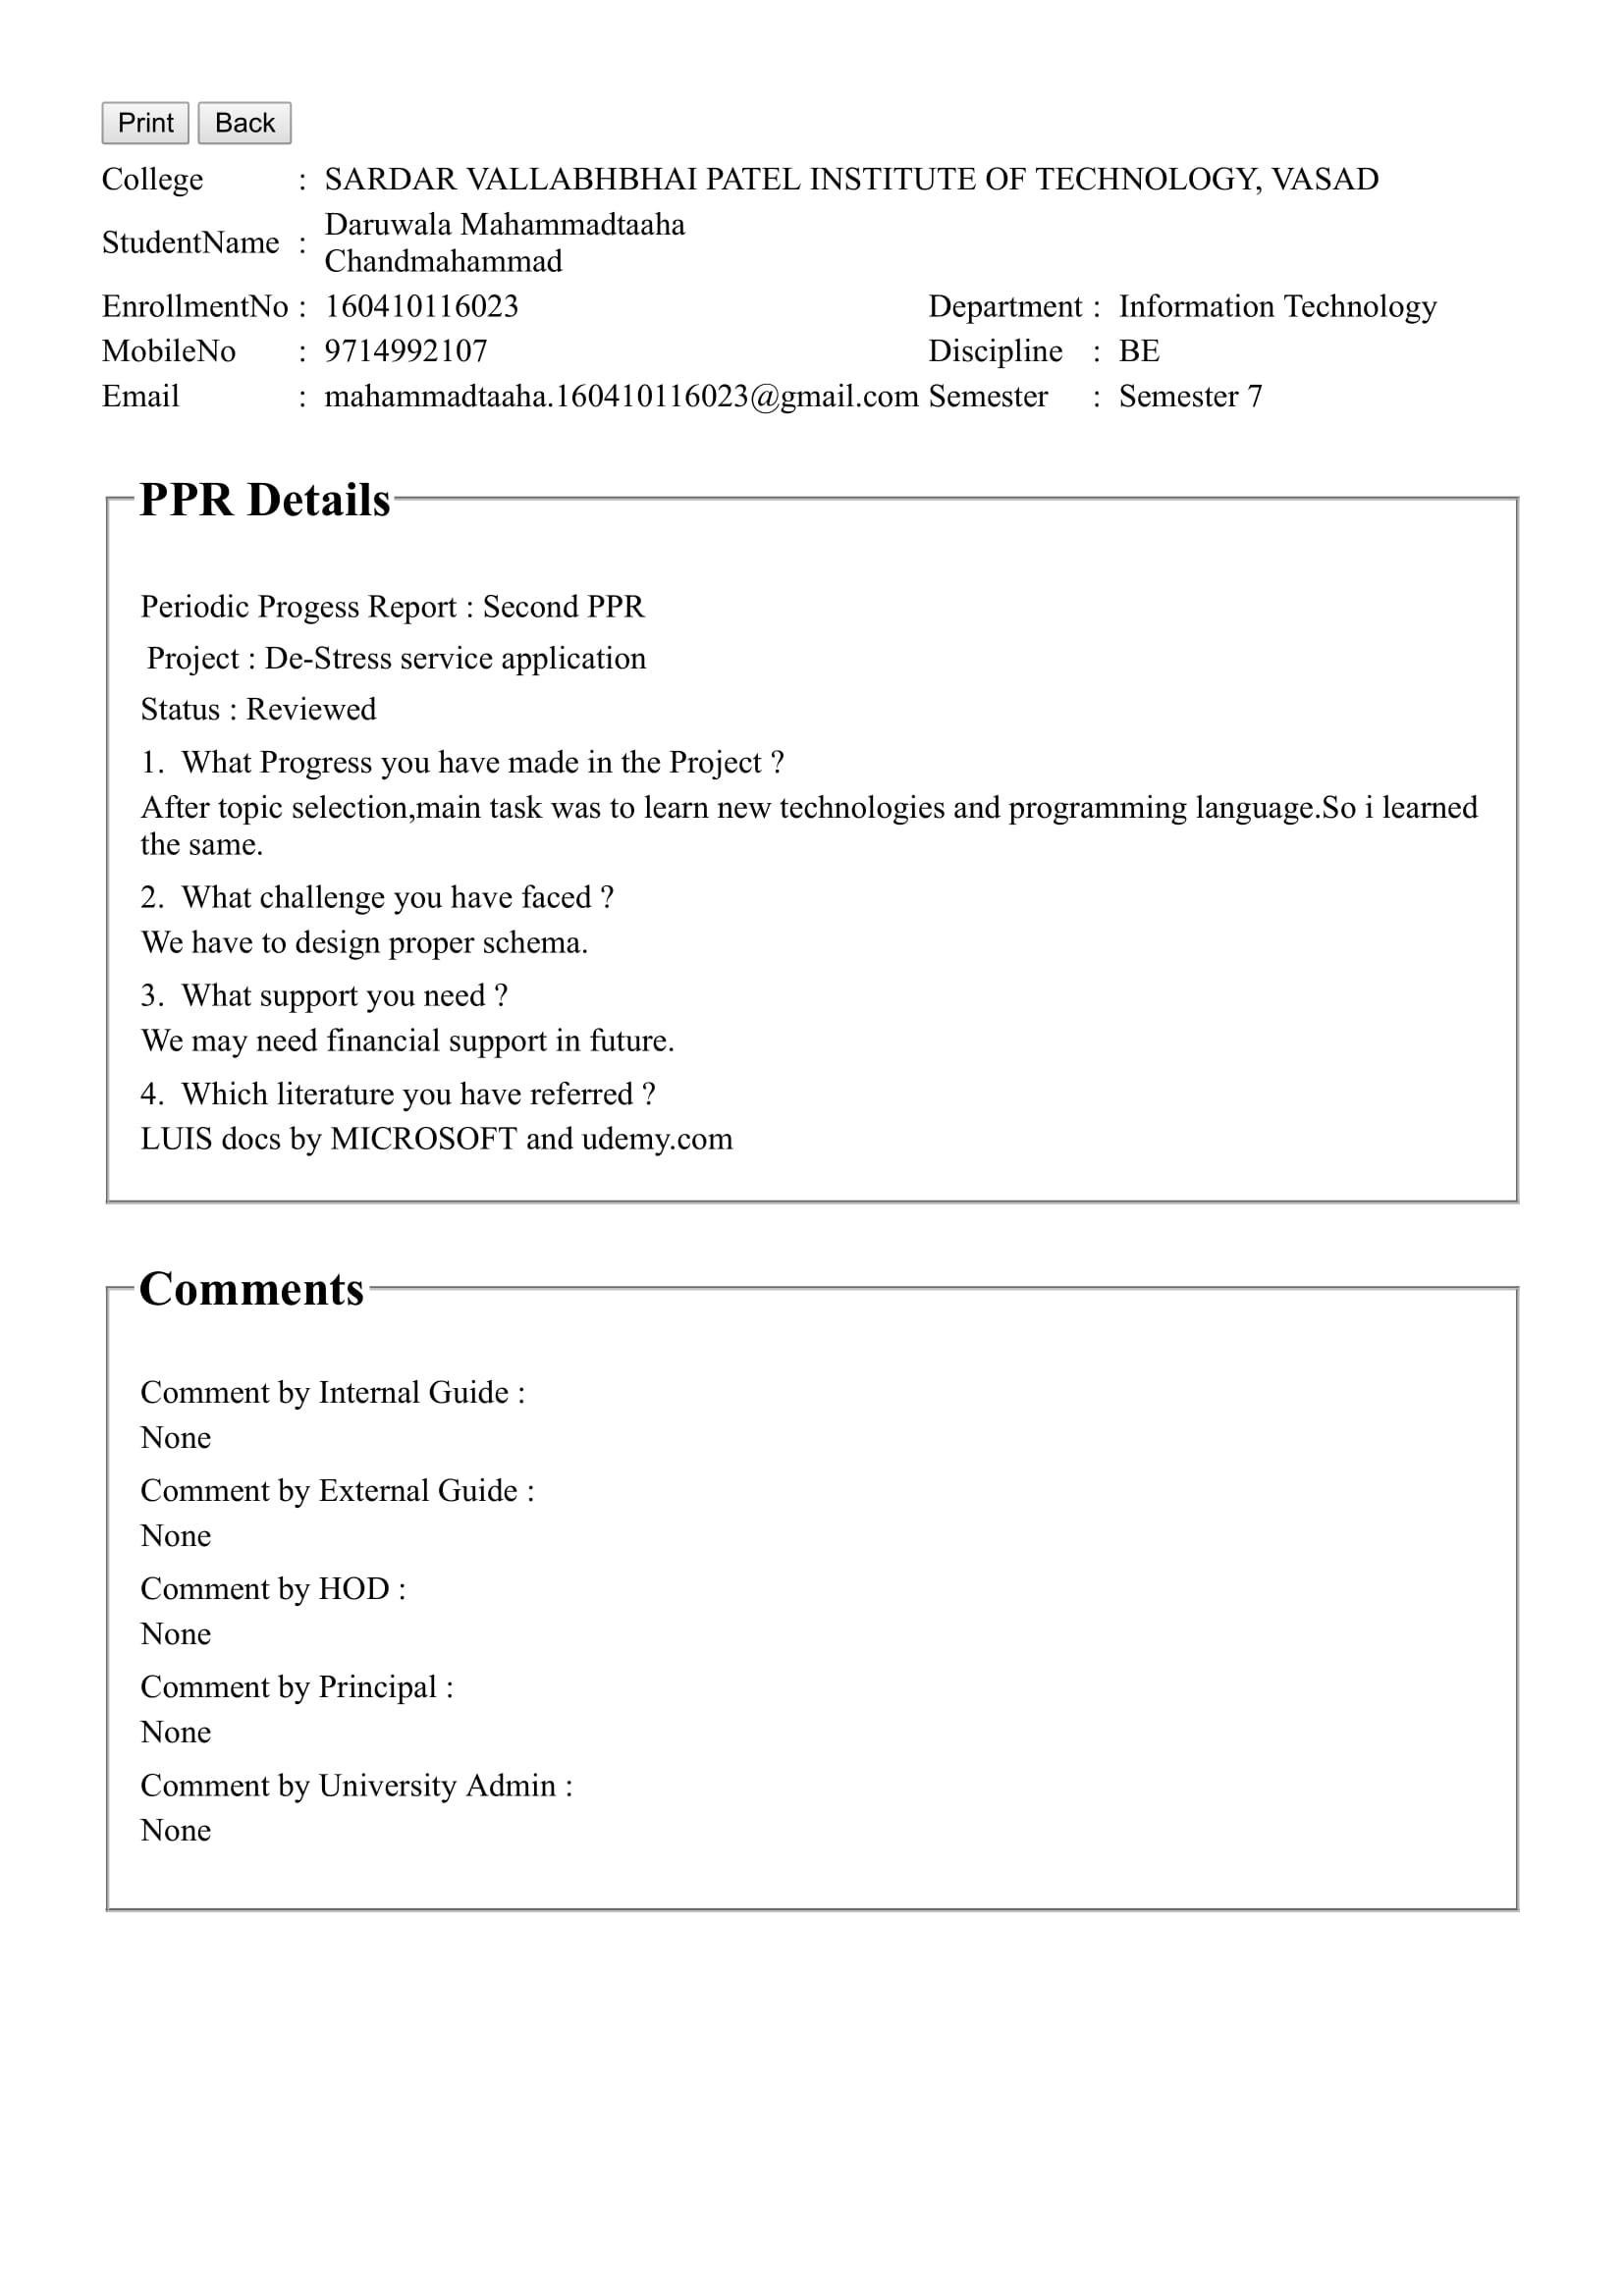 Print Back
College : SARDAR VALLABHBHAI PATEL INSTITUTE OF TECHNOLOGY, VASAD
StudentName : Daruwala Mahammadtaaha
Chandmahammad
EnrollmentNo : 160410116023 Department : Information Technology
MobileNo : 9714992107 Discipline : BE
Email : mahammadtaaha.160410116023@gmail.com Semester : Semester 7
PPR Details
Periodic Progess Report : Second PPR
Project : De-Stress service application
Status : Reviewed
1. What Progress you have made in the Project ?
After topic selection,main task was to learn new technologies and programming language.So i learned
the same.
2. What challenge you have faced ?
We have to design proper schema.
3. What support you need ?
We may need financial support in future.
4. Which literature you have referred ?
LUIS docs by MICROSOFT and udemy.com
Comments
Comment by Internal Guide :
None
Comment by External Guide :
None
Comment by HOD :
None
Comment by Principal :
None
Comment by University Admin :
None